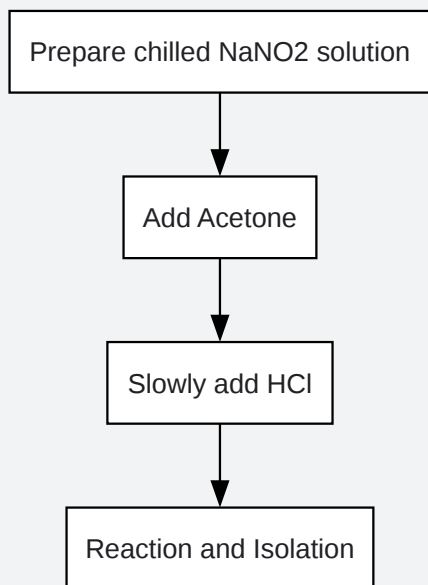 Prepare chilled NaNO2 solution
Add Acetone
Slowly add HCl
Reaction and Isolation